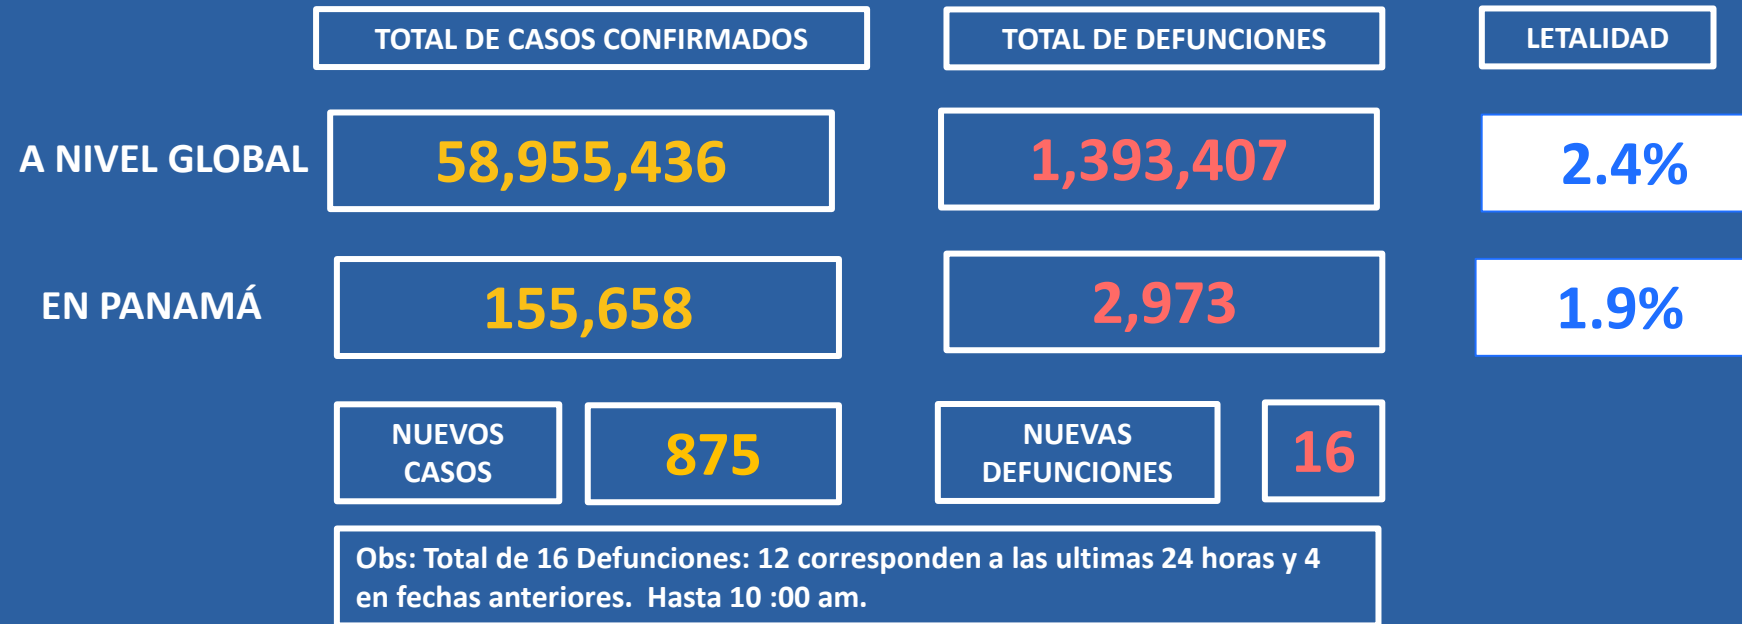 TOTAL DE CASOS CONFIRMADOS
TOTAL DE DEFUNCIONES
LETALIDAD
A NIVEL GLOBAL
58,955,436
1,393,407
2.4%
EN PANAMÁ
155,658
2,973
1.9%
NUEVOS
CASOS
875
NUEVAS
DEFUNCIONES
16
Obs: Total de 16 Defunciones: 12 corresponden a las ultimas 24 horas y 4
en fechas anteriores.  Hasta 10 :00 am.